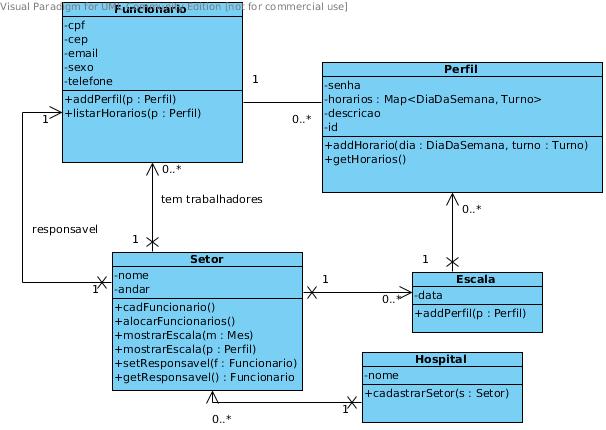 Visual Paradigm for UML Community Edition [not for commercial use]
Funcionario
-cpf
-cep
-email
-sexo
-telefone
+addPerfil(p : Perfil)
+listarHorarios(p : Perfil)
1
0..*
Perfil
-senha
-horarios : Map<DiaDaSemana, Turno>
-descricao
-id
+addHorario(dia : DiaDaSemana, turno : Turno)
+getHorarios()
1
0..*
tem trabalhadores
responsavel
1
1
0..*
1
Setor
-nome
-andar
+cadFuncionario()
+alocarFuncionarios()
+mostrarEscala(m : Mes)
+mostrarEscala(p : Perfil)
+setResponsavel(f : Funcionario)
+getResponsavel() : Funcionario
1
0..*
Escala
-data
+addPerfil(p : Perfil)
Hospital
-nome
+cadastrarSetor(s : Setor)
1
0..*